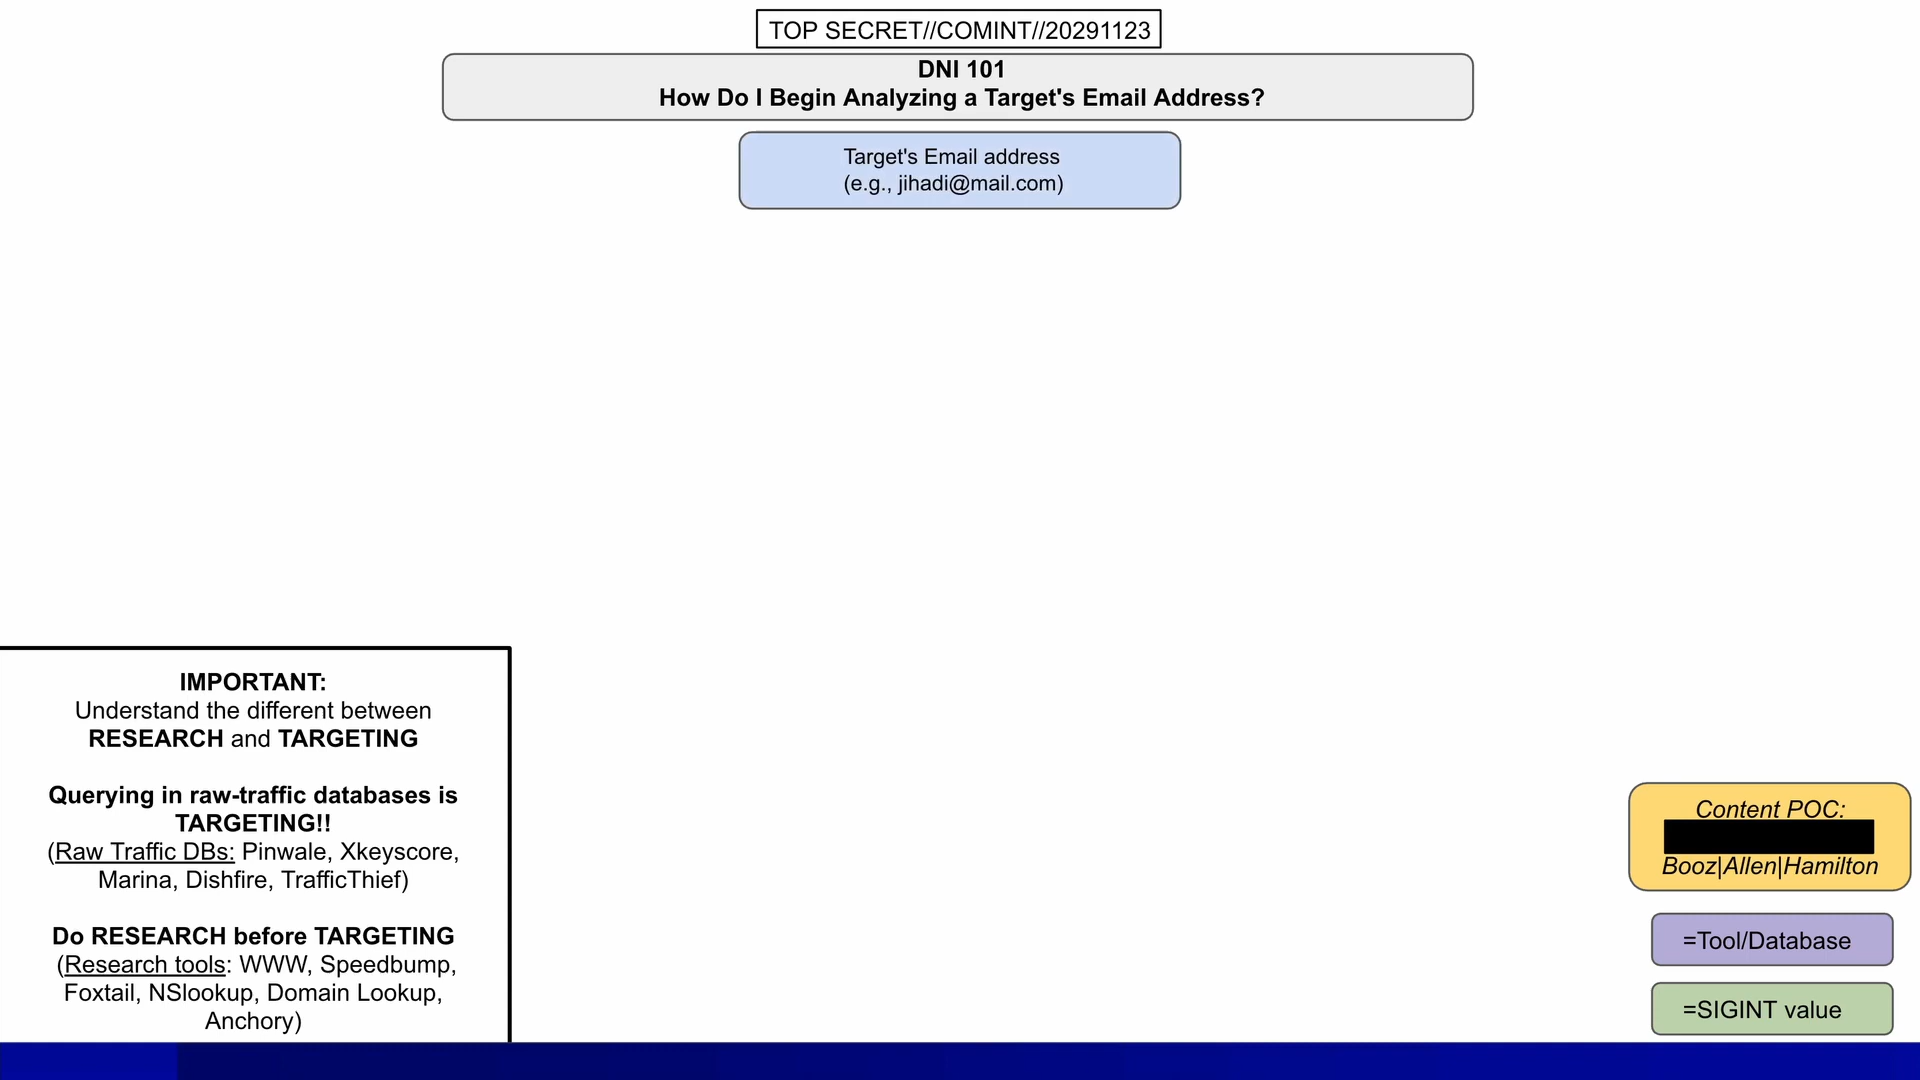 TOP SECRET//COMINT//20291123
DNI 101
How Do I Begin Analyzing a Target's Email Address?
Target's Email address
(e.g., jihadi@mail.com)
IMPORTANT:
Understand the different between
RESEARCH and TARGETING
Querying in raw-traffic databases is
TARGETING!!
(Raw Traffic DBs: Pinwale, Xkeyscore,
Marina, Dishfire, TrafficThief)
Do RESEARCH before TARGETING
(Research tools: WWW, Speedbump,
Foxtail, NSlookup, Domain Lookup,
Anchory)
Content POC:
Booz|Allen|Hamilton
=Tool/Database
=SIGINT value